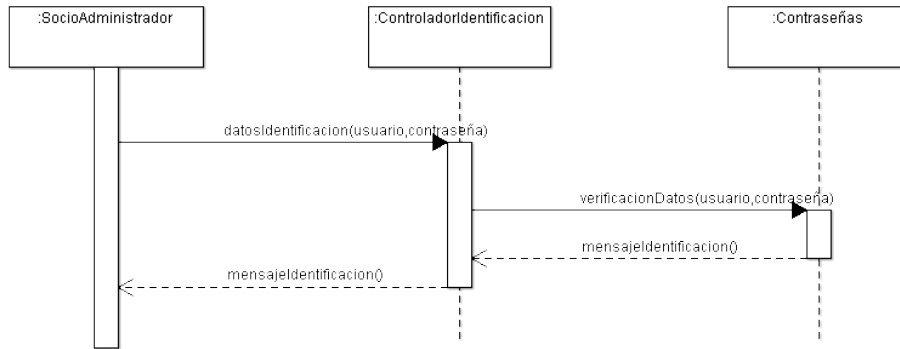 :SocioAdministrador
:ControladorIdentificacion
:Contraseñas
datosIdentificacion(usuario,contraseña)
verificacionDatos(usuario,contraseña)
mensajeIdentificacion()
mensajeIdentificacion()